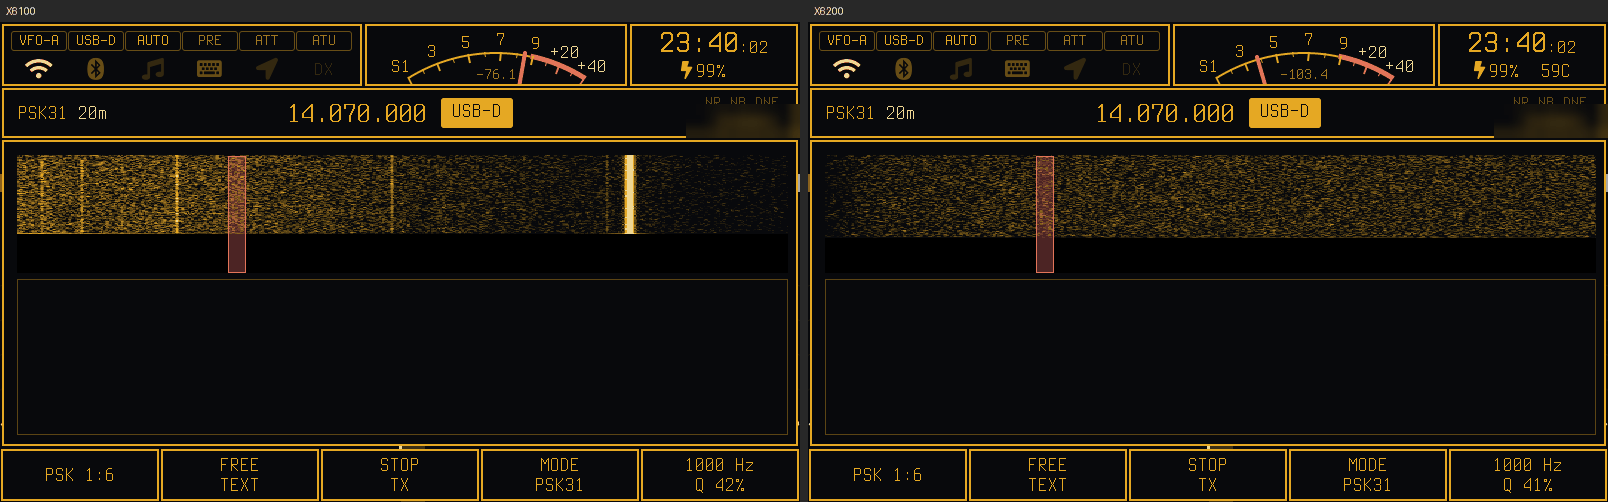 X6100
VFO-A USB-D AUTO PRE ATT ATU
DX
S1 3 5 7 9 +20 +40
-76.1
23:40:02
99%
PSK31 20m 14.070.000 USB-D
PSK 1:6
FREE TEXT
STOP TX
MODE PSK31
1000 Hz
Q 42%
X6200
VFO-A USB-D AUTO PRE ATT ATU
DX
S1 3 5 7 9 +20 +40
-103.4
23:40:02
99% 59C
PSK31 20m 14.070.000 USB-D
PSK 1:6
FREE TEXT
STOP TX
MODE PSK31
1000 Hz
Q 41%